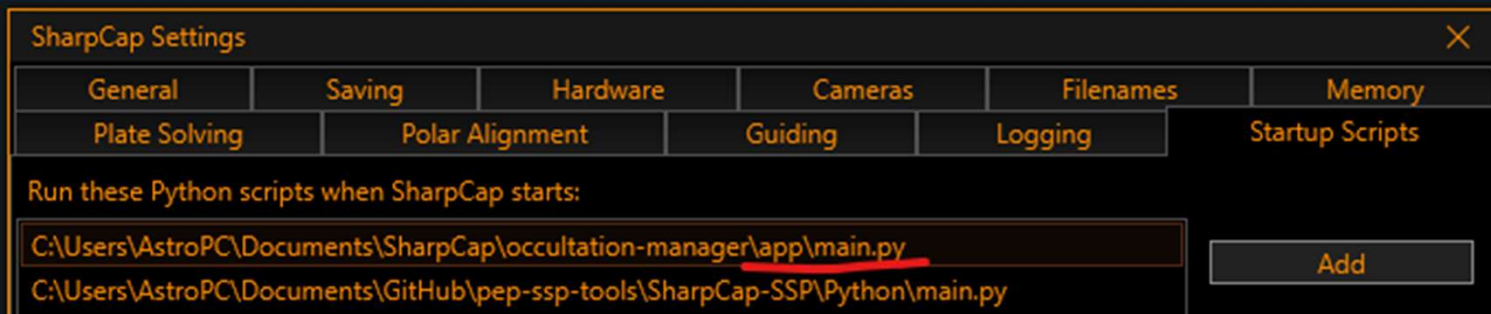 SharpCap Settings
General Saving Hardware Cameras Filenames Memory
Plate Solving Polar Alignment Guiding Logging Startup Scripts
Run these Python scripts when SharpCap starts:
C:\Users\AstroPC\Documents\SharpCap\occultation-manager\app\main.py
Add
C:\Users\AstroPC\Documents\GitHub\pep-ssp-tools\SharpCap-SSP\Python\main.py